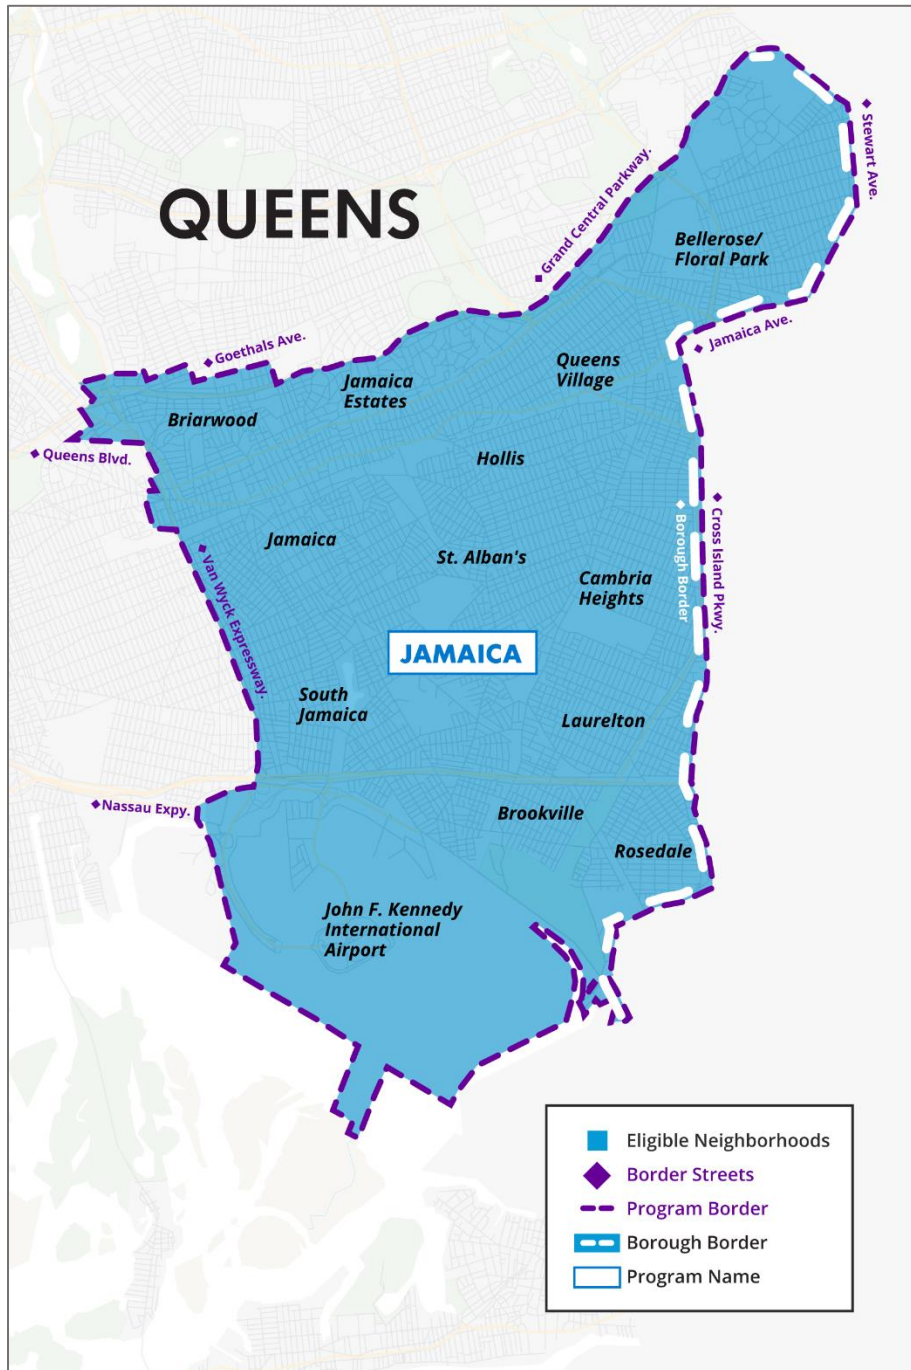 QUEENS
Stewart Ave.
Grand Central Parkway.
Bellerose/
Floral Park
Goethals Ave.
Jamaica Ave.
Queens
Village
Jamaica
Estates
Briarwood
Queens Blvd.
Hollis
Cross Island Pkwy.
Borough Border
Jamaica
St. Alban's
Van Wyck Expressway.
Cambria
Heights
JAMAICA
South
Jamaica
Laurelton
Nassau Expy.
Brookville
Rosedale
John F. Kennedy
International
Airport
Eligible Neighborhoods
Border Streets
Program Border
Borough Border
Program Name